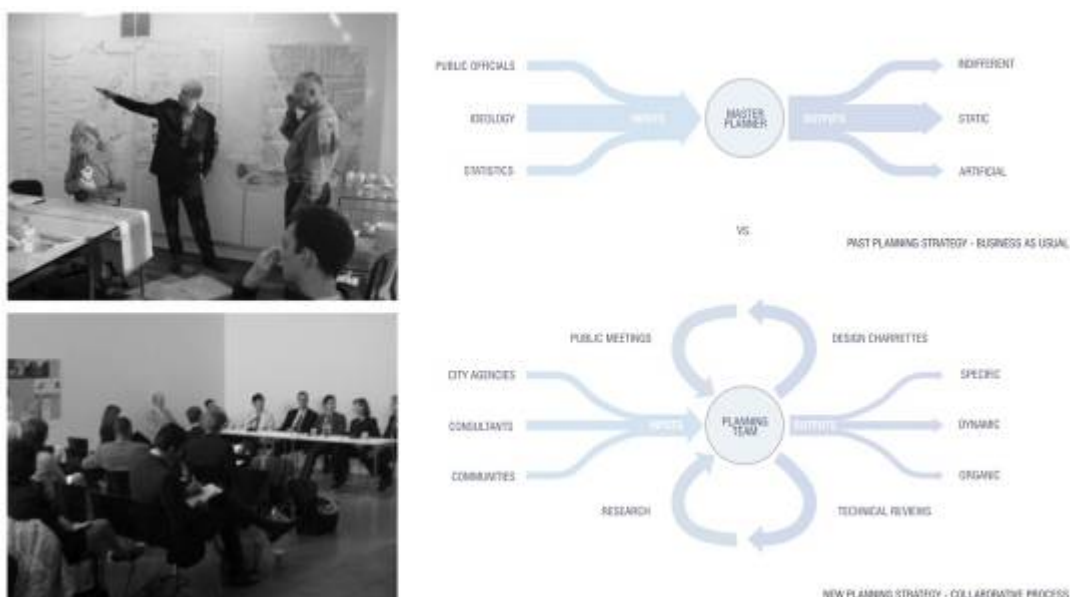 PUBLIC OFFICIALS
IDEOLOGY
STATISTICS
INPUTS
MASTER
PLANNER
OUTPUTS
INDIFFERENT
STATIC
ARTIFICIAL
VS
PAST PLANNING STRATEGY - BUSINESS AS USUAL
PUBLIC MEETINGS
DESIGN CHARRETTES
CITY AGENCIES
CONSULTANTS
COMMUNITIES
INPUTS
PLANNING
TEAM
OUTPUTS
SPECIFIC
DYNAMIC
ORGANIC
RESEARCH
TECHNICAL REVIEWS
NEW PLANNING STRATEGY - COLLABORATIVE PROCESS